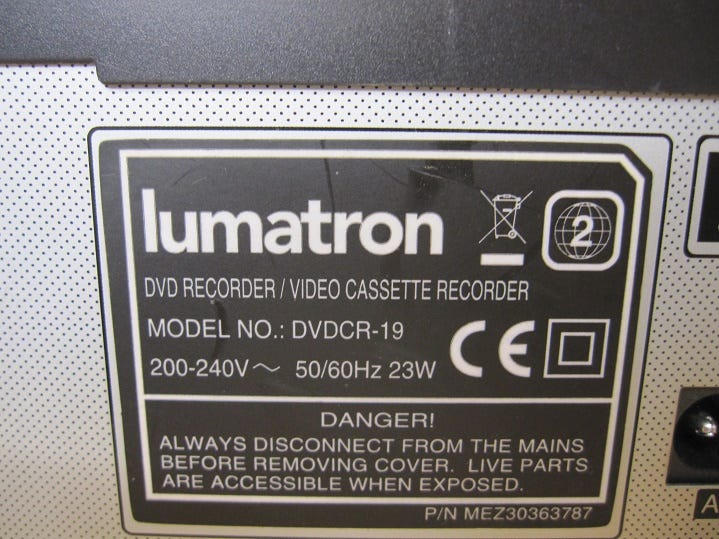 lumatron
2
DVD RECORDER / VIDEO CASSETTE RECORDER
MODEL NO.: DVDCR-19
200-240V～ 50/60Hz 23W
CE
DANGER!
ALWAYS DISCONNECT FROM THE MAINS
BEFORE REMOVING COVER. LIVE PARTS
ARE ACCESSIBLE WHEN EXPOSED.
P/N MEZ30363787
A